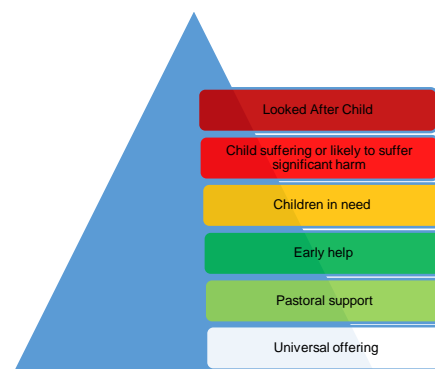 Looked After Child
Child suffering or likely to suffer
significant harm
Children in need
Early help
Pastoral support
Universal offering